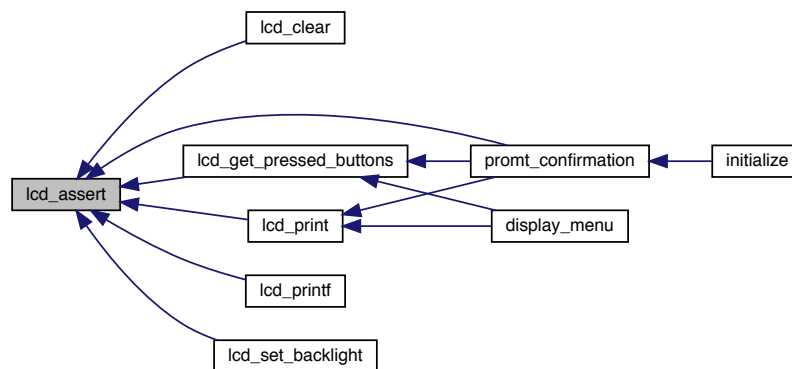 lcd_clear
lcd_get_pressed_buttons
promt_confirmation
initialize
lcd_assert
lcd_print
display_menu
lcd_printf
lcd_set_backlight